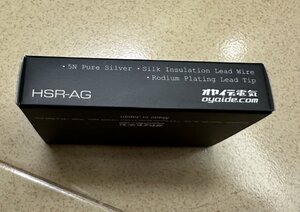 • 5N Pure Silver • Silk Insulation Lead Wire
• Rodium Plating Lead Tip
HSR-AG
オヤイデ電気
oyaide.com